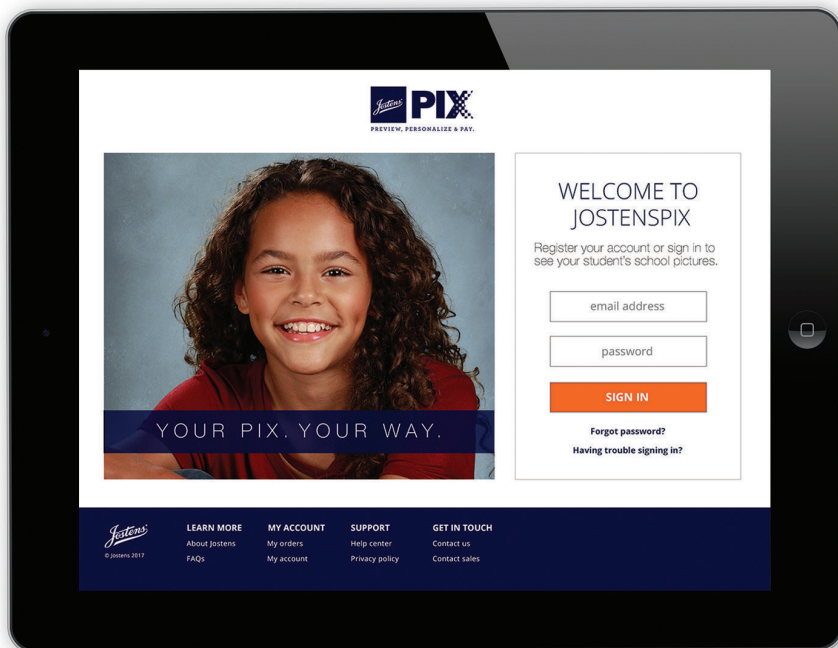 Jostens
PIX
PREVIEW, PERSONALIZE & PAY.
YOUR PIX. YOUR WAY.
WELCOME TO
JOSTENSPIX
Register your account or sign in to
see your student's school pictures.
email address
password
SIGN IN
Forgot password?
Having trouble signing in?
Jostens
© Jostens 2017
LEARN MORE
About Jostens
FAQs
MY ACCOUNT
My orders
My account
SUPPORT
Help center
Privacy policy
GET IN TOUCH
Contact us
Contact sales